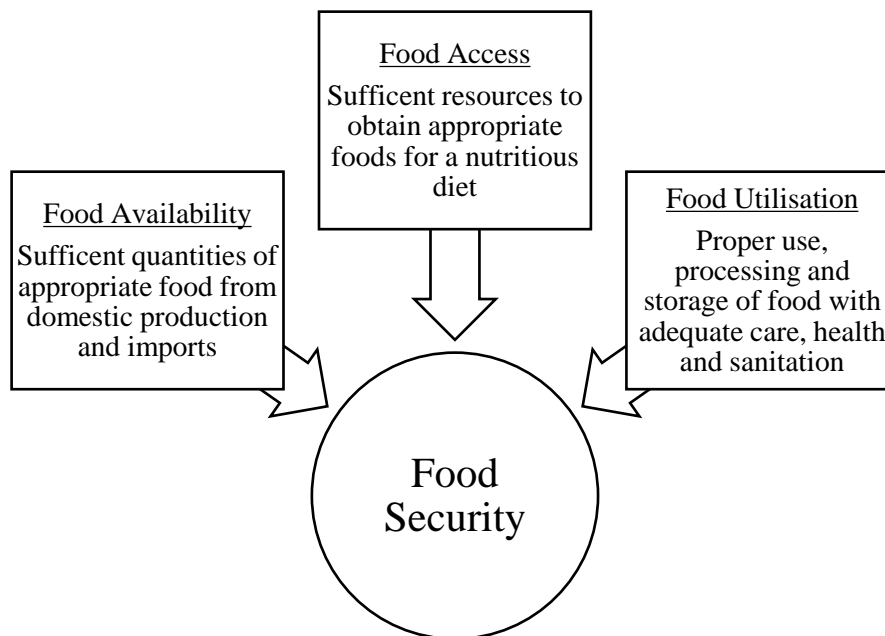 Food Access
Sufficent resources to
obtain appropriate
foods for a nutritious
diet
Food Availability
Sufficent quantities of
appropriate food from
domestic production
and imports
Food Utilisation
Proper use,
processing and
storage of food with
adequate care, health
and sanitation
Food
Security